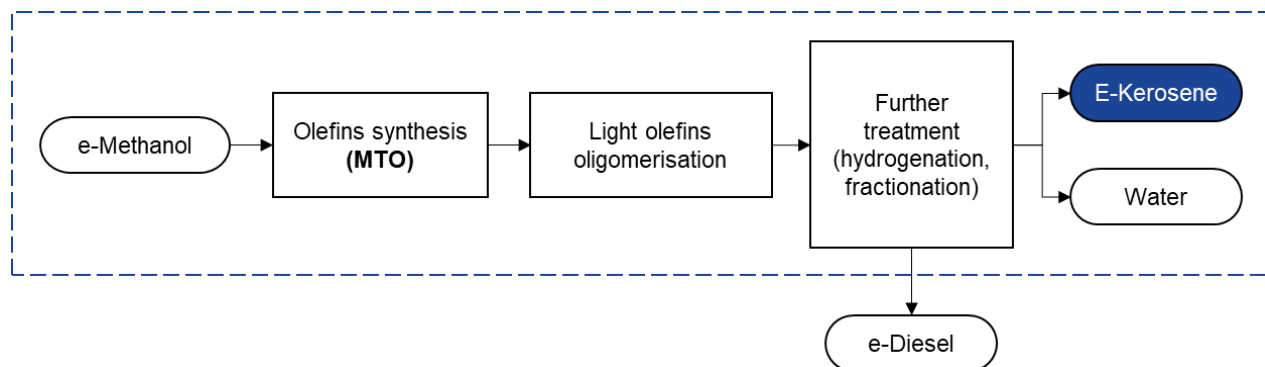 e-Methanol
Olefins synthesis
(MTO)
Light olefins
oligomerisation
Further
treatment
(hydrogenation,
fractionation)
E-Kerosene
Water
e-Diesel